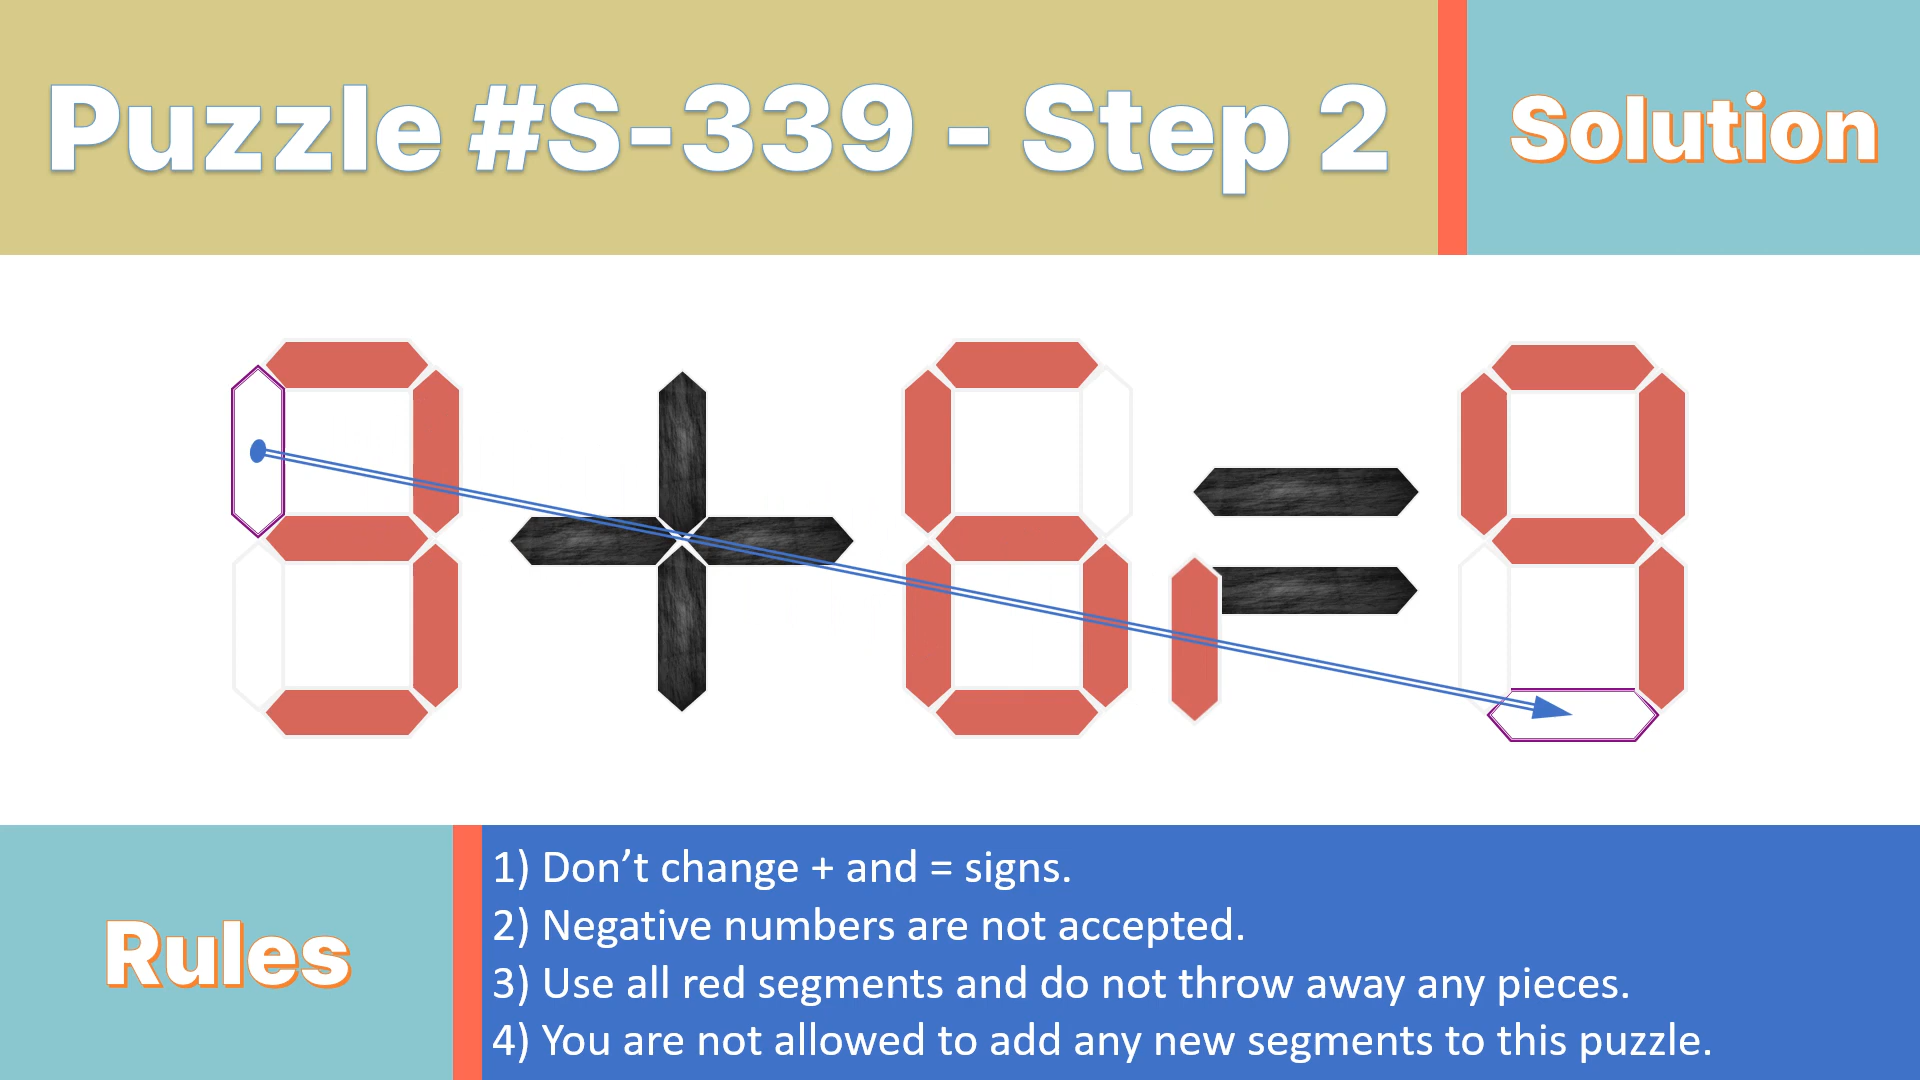 Puzzle #S-339 - Step 2
Solution
Rules
1) Don’t change + and = signs.
2) Negative numbers are not accepted.
3) Use all red segments and do not throw away any pieces.
4) You are not allowed to add any new segments to this puzzle.